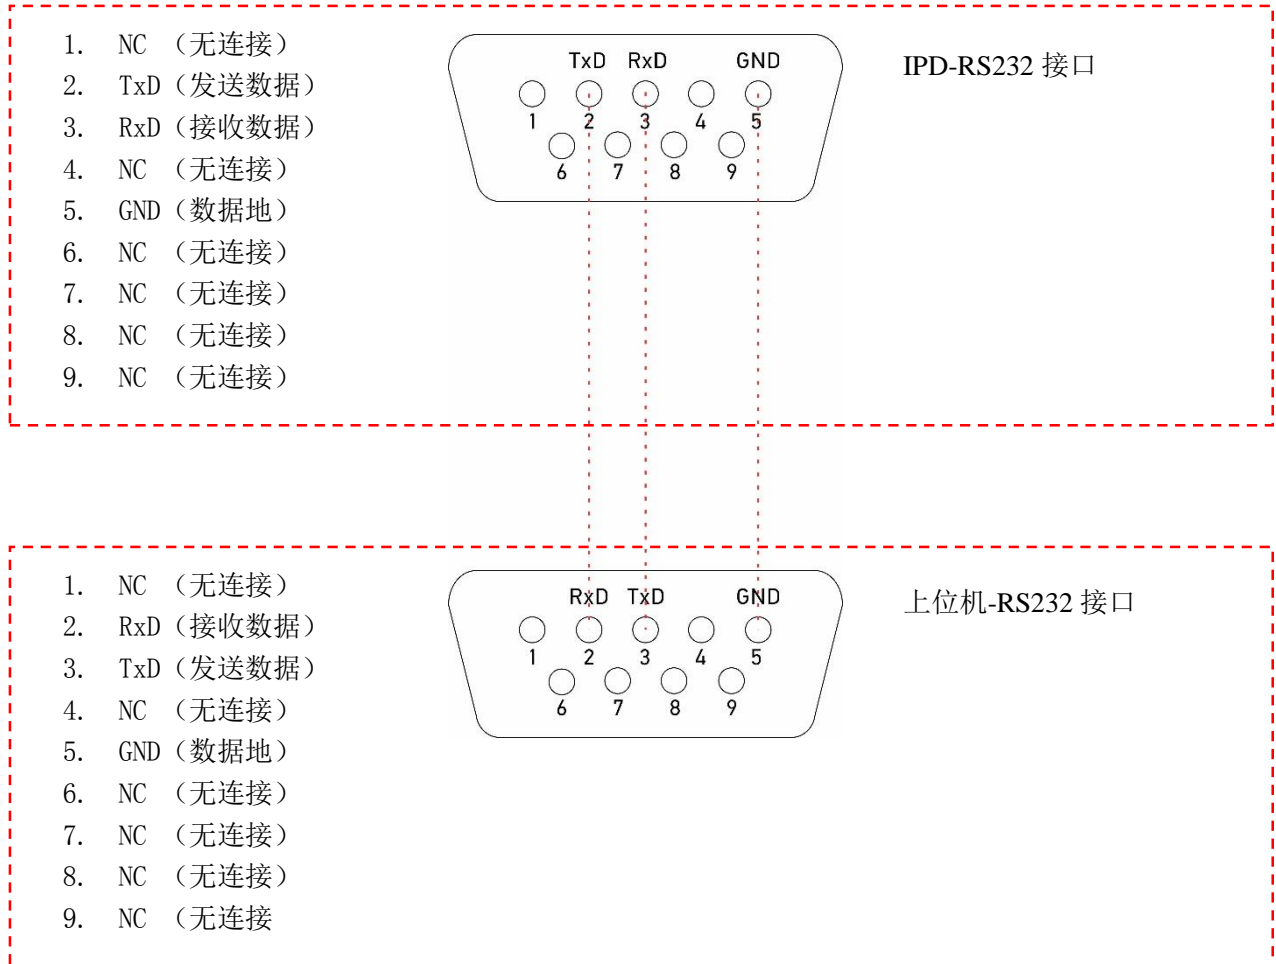 1. NC （无连接）
2. TxD（发送数据）
3. RxD（接收数据）
4. NC （无连接）
5. GND（数据地）
6. NC （无连接）
7. NC （无连接）
8. NC （无连接）
9. NC （无连接）
TxD RxD GND
1 2 3 4 5
6 7 8 9
IPD-RS232 接口
1. NC （无连接）
2. RxD（接收数据）
3. TxD（发送数据）
4. NC （无连接）
5. GND（数据地）
6. NC （无连接）
7. NC （无连接）
8. NC （无连接）
9. NC （无连接
RxD TxD GND
1 2 3 4 5
6 7 8 9
上位机-RS232 接口